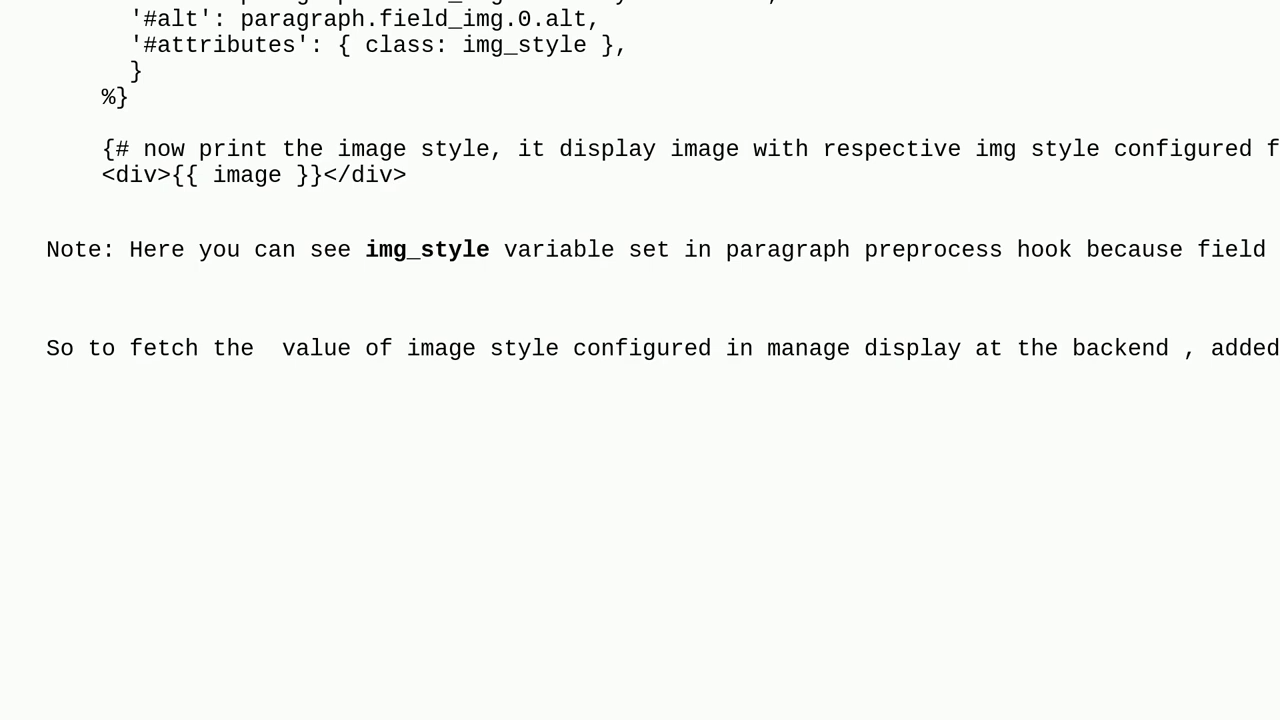 '#alt': paragraph.field_img.0.alt,
'#attributes': { class: img_style },
}
%}
{# now print the image style, it display image with respective img style configured
<div>{{ image }}</div>
Note: Here you can see img_style variable set in paragraph preprocess hook because field
So to fetch the  value of image style configured in manage display at the backend , added